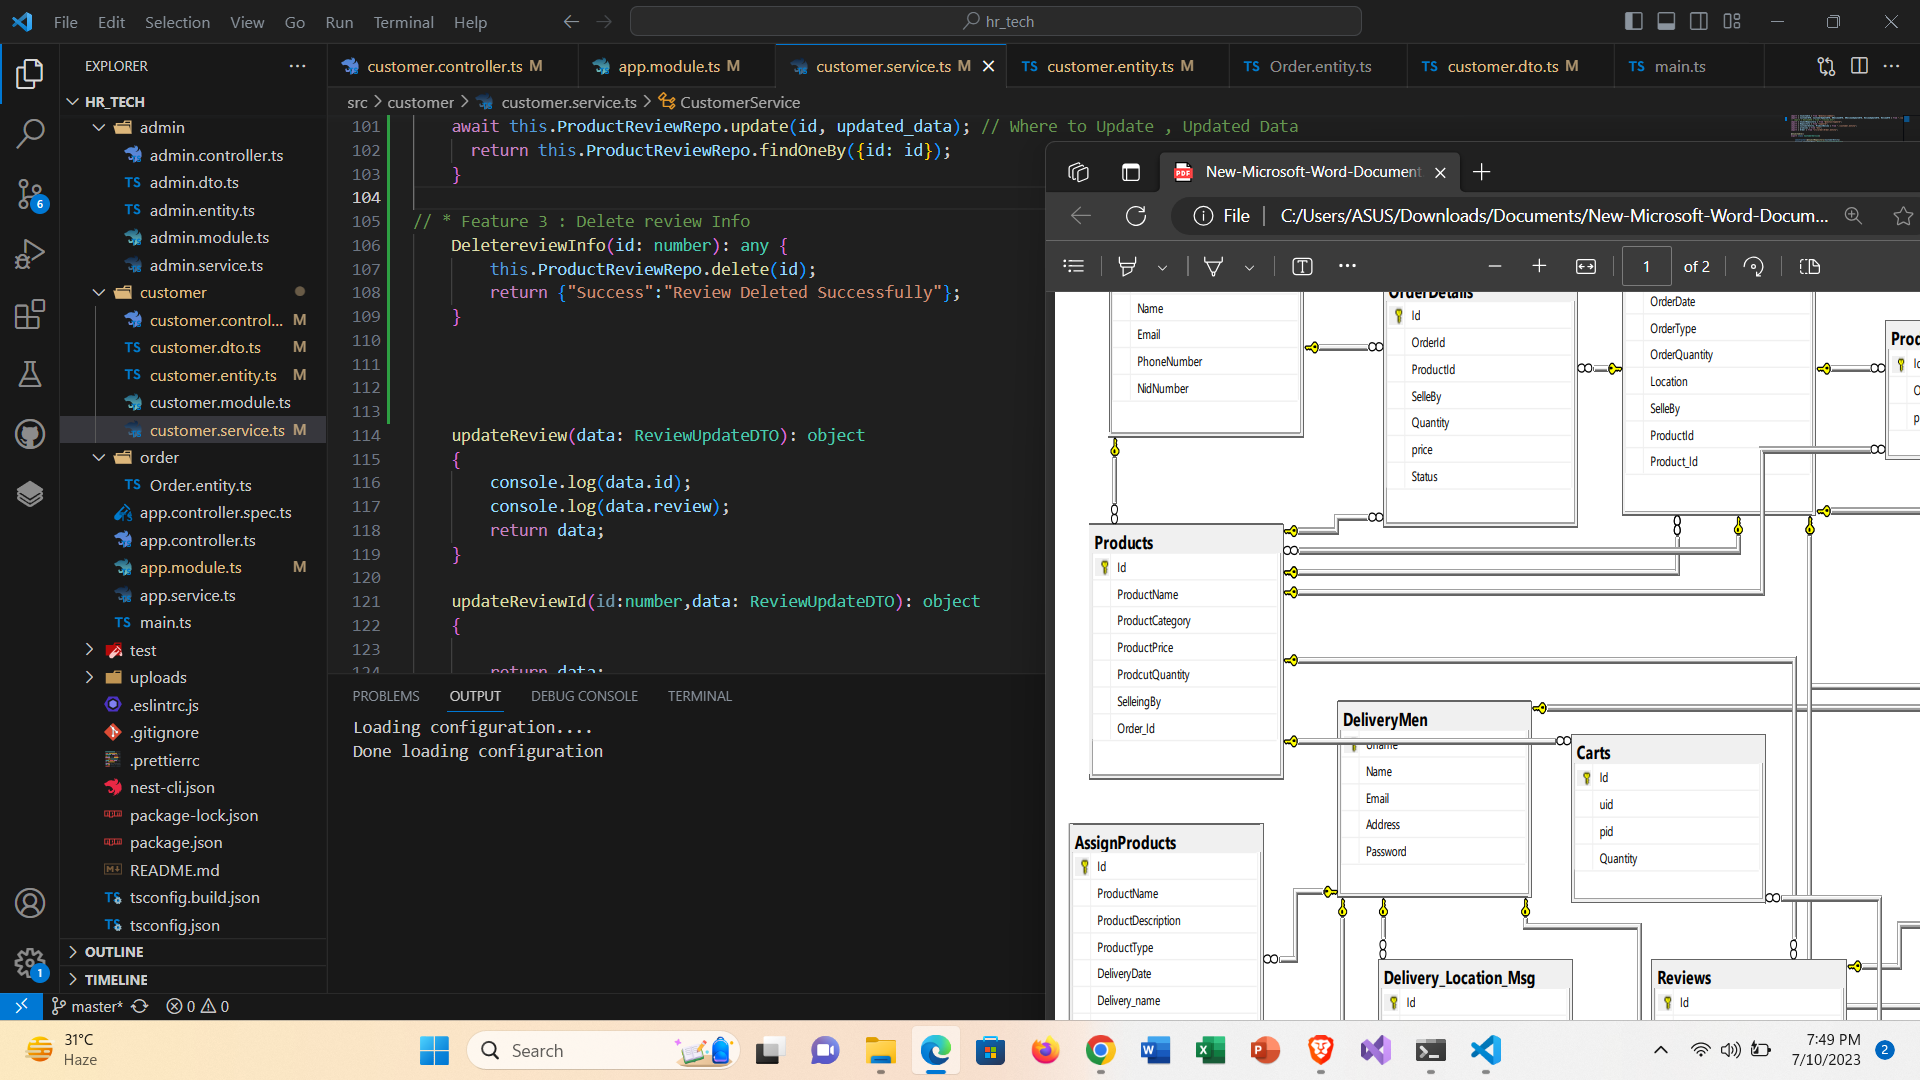 File Edit Selection View Go Run Terminal Help
hr_tech
EXPLORER
HR_TECH
admin
admin.controller.ts
admin.dto.ts
admin.entity.ts
admin.module.ts
admin.service.ts
customer
customer.control... M
customer.dto.ts M
customer.entity.ts M
customer.module.ts
customer.service.ts M
order
Order.entity.ts
app.controller.spec.ts
app.controller.ts
app.module.ts M
app.service.ts
main.ts
test
uploads
.eslintrc.js
.gitignore
.prettierrc
nest-cli.json
package-lock.json
package.json
README.md
tsconfig.build.json
tsconfig.json
OUTLINE
TIMELINE
6
1
customer.controller.ts M
app.module.ts M
customer.service.ts M
TS customer.entity.ts M
TS Order.entity.ts
TS customer.dto.ts M
TS main.ts
src > customer > customer.service.ts > CustomerService
101 await this.ProductReviewRepo.update(id, updated_data); // Where to Update , Updated Data
102 return this.ProductReviewRepo.findOneBy({id: id});
103 }
104
105 // * Feature 3 : Delete review Info
106 DeletereviewInfo(id: number): any {
107 this.ProductReviewRepo.delete(id);
108 return {"Success":"Review Deleted Successfully"};
109 }
110
111
112
113
114 updateReview(data: ReviewUpdateDTO): object
115 {
116 console.log(data.id);
117 console.log(data.review);
118 return data;
119 }
120
121 updateReviewId(id:number,data: ReviewUpdateDTO): object
122 {
123
124 return data;
PROBLEMS OUTPUT DEBUG CONSOLE TERMINAL
Loading configuration....
Done loading configuration
master* 0 0
PDF New-Microsoft-Word-Document
File C:/Users/ASUS/Downloads/Documents/New-Microsoft-Word-Docum...
1 of 2
Name
Email
PhoneNumber
NidNumber
OrderDetails
Id
OrderId
ProductId
SelleBy
Quantity
price
Status
OrderDate
OrderType
OrderQuantity
Location
SelleBy
ProductId
Product_Id
Products
Id
ProductName
ProductCategory
ProductPrice
ProdcutQuantity
SelleingBy
Order_Id
DeliveryMen
Uname
Name
Email
Address
Password
Carts
Id
uid
pid
Quantity
AssignProducts
Id
ProductName
ProductDescription
ProductType
DeliveryDate
Delivery_name
Delivery_Location_Msg
Id
Reviews
Id
31°C
Haze
Search
7:49 PM
7/10/2023
2